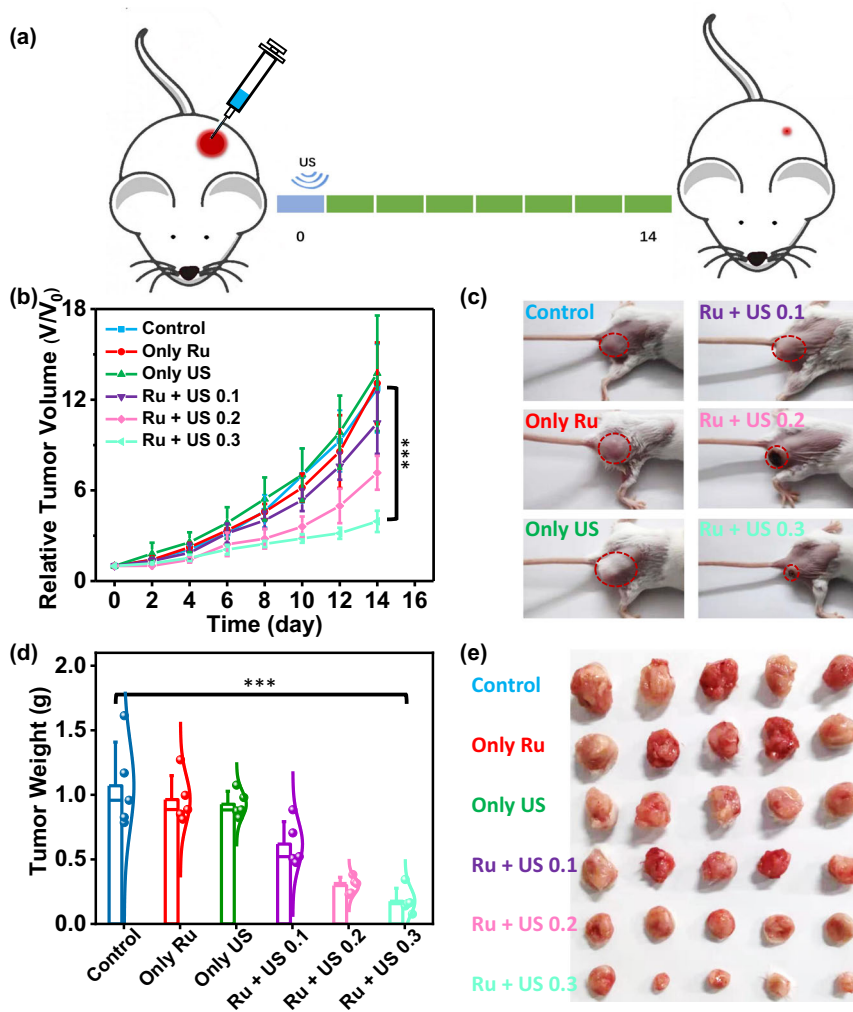 (a)
US
0
14
(b)
Relative Tumor Volume (V/V₀)
18
12
6
0
Control
Only Ru
Only US
Ru + US 0.1
Ru + US 0.2
Ru + US 0.3
***
0 2 4 6 8 10 12 14 16
Time (day)
(c)
Control
Ru + US 0.1
Only Ru
Ru + US 0.2
Only US
Ru + US 0.3
(d)
Tumor Weight (g)
2.0
1.5
1.0
0.5
0.0
***
Control
Only Ru
Only US
Ru + US 0.1
Ru + US 0.2
Ru + US 0.3
(e)
Control
Only Ru
Only US
Ru + US 0.1
Ru + US 0.2
Ru + US 0.3